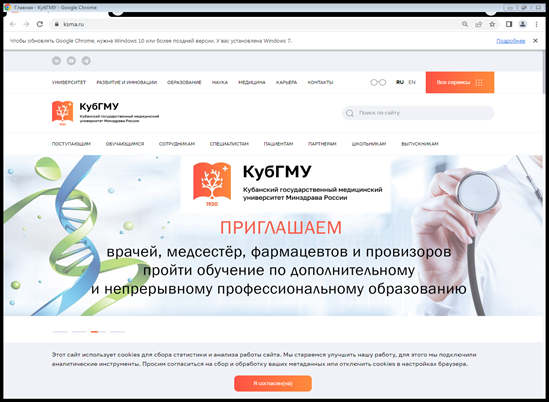 Главная - КубГМУ - Google Chrome
ksma.ru
Чтобы обновлять Google Chrome, нужна Windows 10 или более поздней версии. У вас установлена Windows 7.
Подробнее
УНИВЕРСИТЕТ РАЗВИТИЕ И ИННОВАЦИИ ОБРАЗОВАНИЕ НАУКА МЕДИЦИНА КАРЬЕРА КОНТАКТЫ RU EN Все сервисы
КубГМУ
Кубанский государственный медицинский
университет Минздрава России
1920
Поиск по сайту
ПОСТУПАЮЩИМ ОБУЧАЮЩИМСЯ СОТРУДНИКАМ СПЕЦИАЛИСТАМ ПАЦИЕНТАМ ПАРТНЕРАМ ШКОЛЬНИКАМ ВЫПУСКНИКАМ
КубГМУ
Кубанский государственный медицинский
университет Минздрава России
1920
ПРИГЛАШАЕМ
врачей, медсестёр, фармацевтов и провизоров
пройти обучение по дополнительному
и непрерывному профессиональному образованию
Этот сайт использует cookies для сбора статистики и анализа работы сайта. Мы стараемся улучшить нашу работу, для этого мы подключили
аналитические инструменты. Просим согласиться на сбор и обработку ваших метаданных или отключить cookies в настройках браузера.
Я согласен(на)